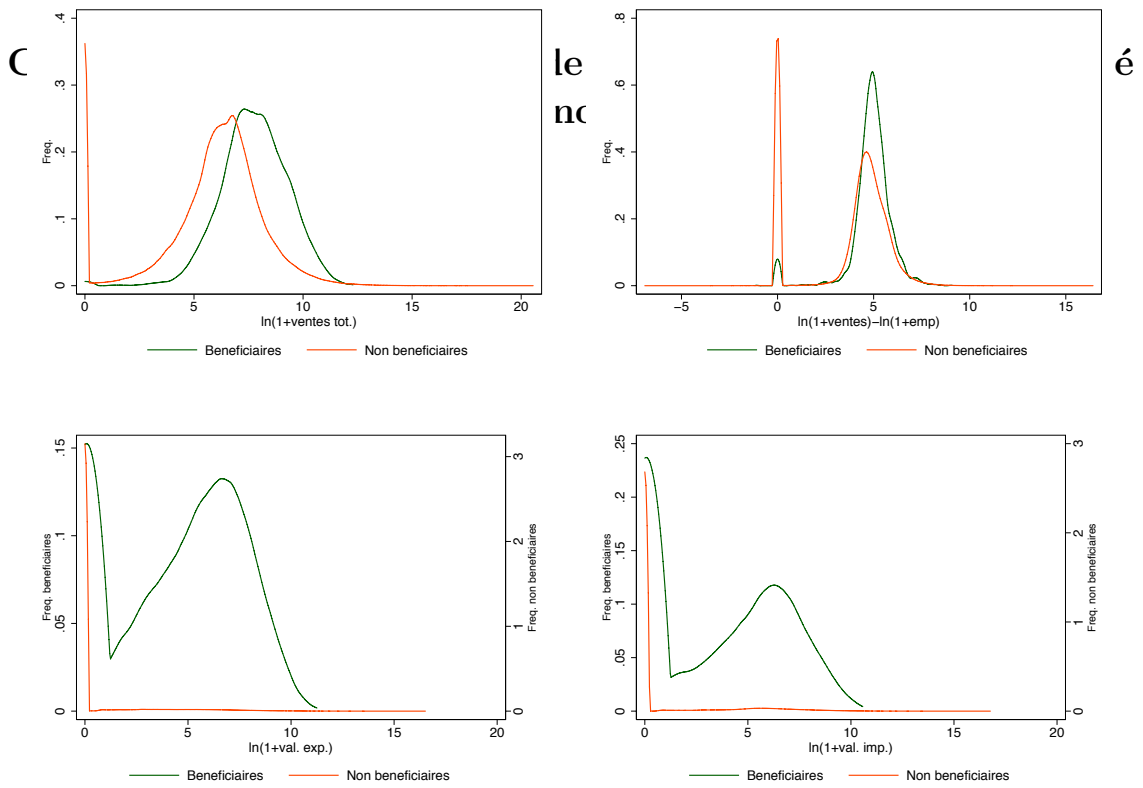 C le é
no
.4
.3
.2
.1
0
Freq.
0 5 10 15 20
ln(1+ventes tot.)
Beneficiaires Non beneficiaires
.8
.6
.4
.2
0
Freq.
−5 0 5 10 15
ln(1+ventes)−ln(1+emp)
Beneficiaires Non beneficiaires
.15
.1
.05
0
Freq. beneficiaires
3
2
1
0
Freq. non beneficiaires
0 5 10 15 20
ln(1+val. exp.)
Beneficiaires Non beneficiaires
.25
.2
.15
.1
.05
0
Freq. beneficiaires
3
2
1
0
Freq. non beneficiaires
0 5 10 15 20
ln(1+val. imp.)
Beneficiaires Non beneficiaires